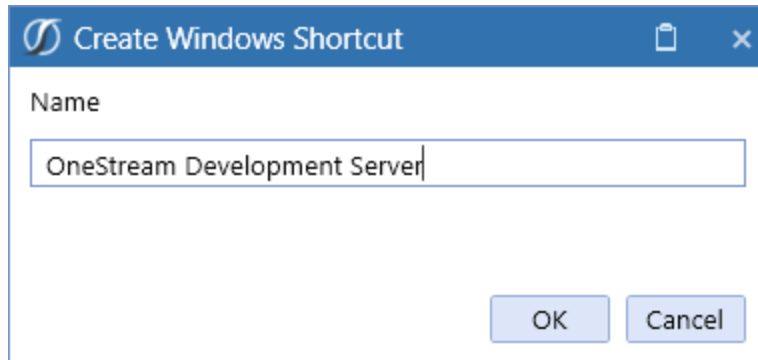 Create Windows Shortcut
Name
OneStream Development Server
OK Cancel